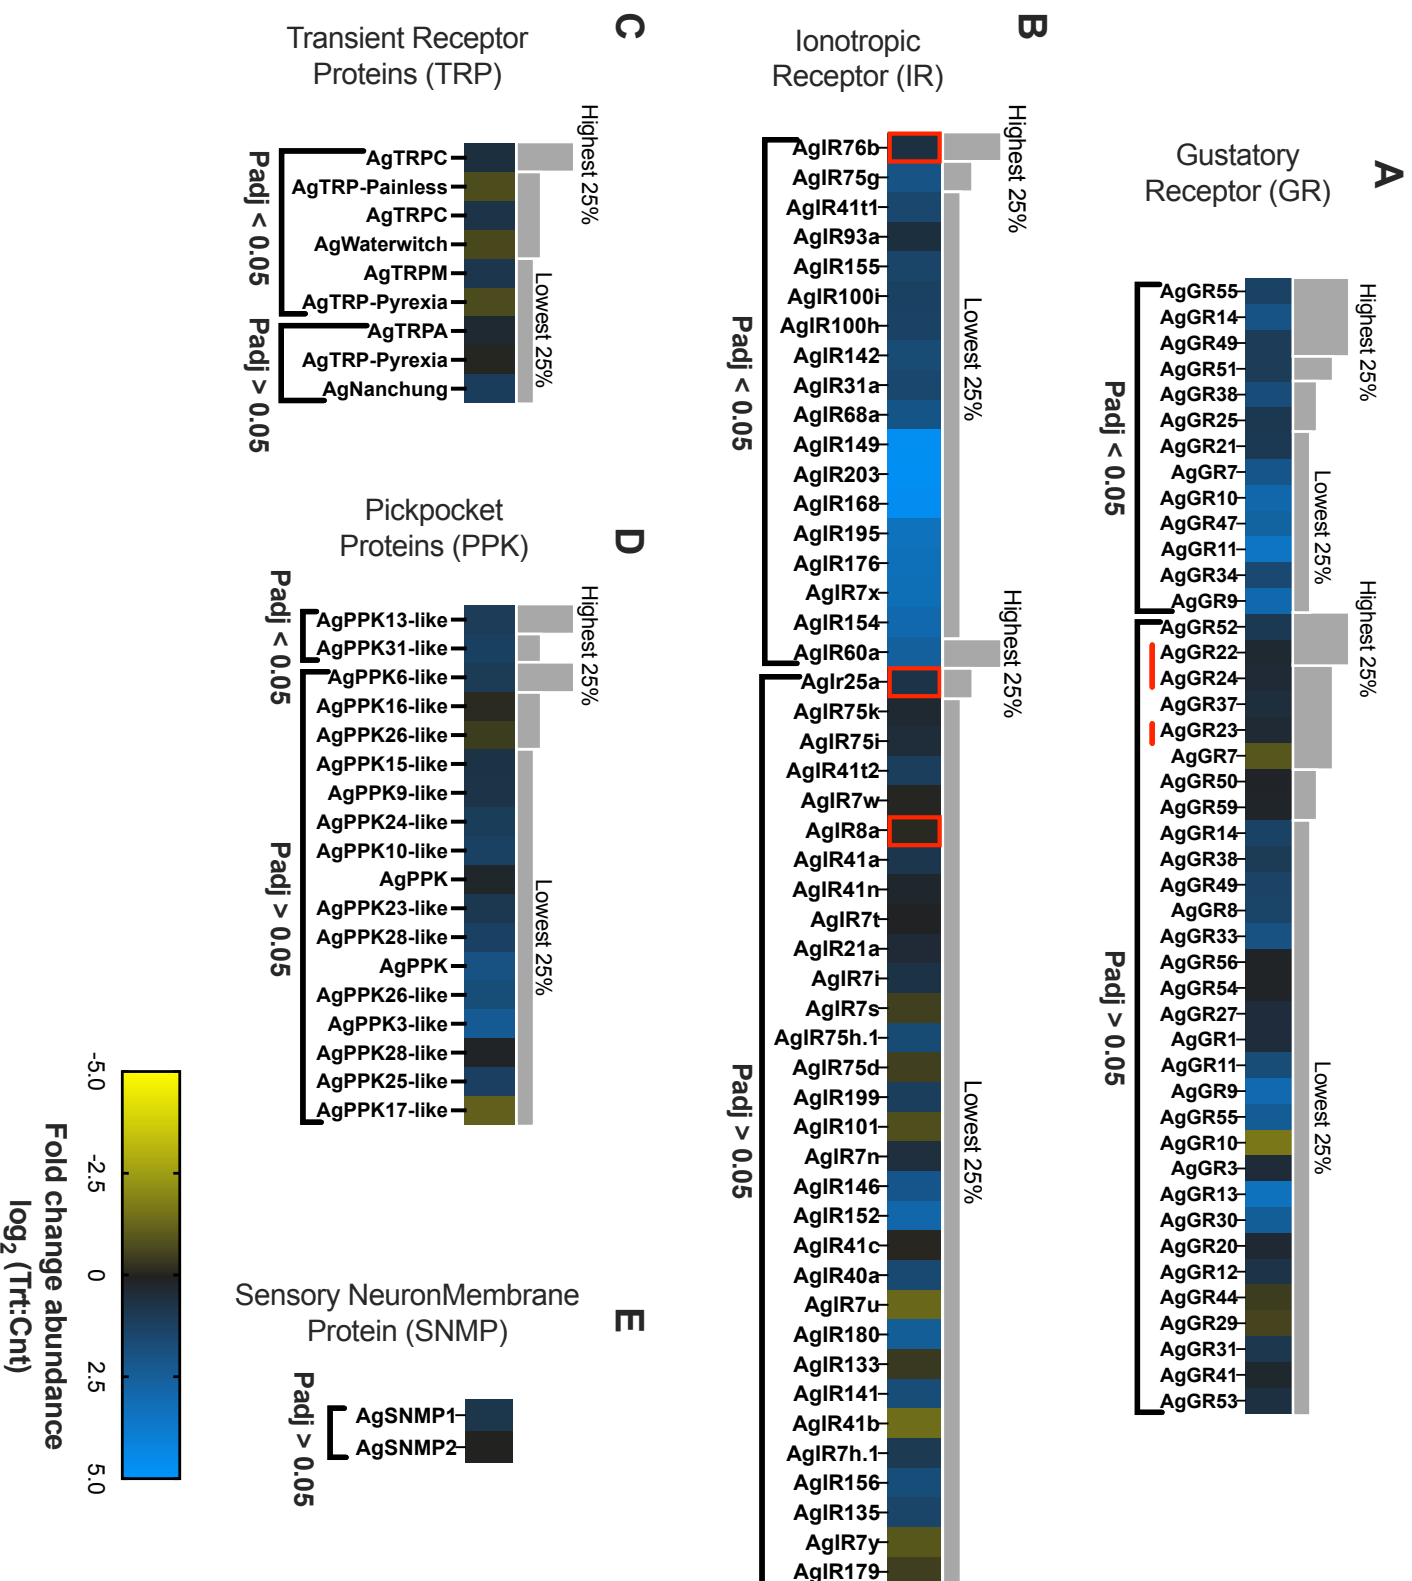 A
Gustatory
Receptor (GR)
Highest 25%
Lowest 25%
Highest 25%
Lowest 25%
AgGR55
AgGR14
AgGR49
AgGR51
AgGR38
AgGR25
AgGR21
AgGR7
AgGR10
AgGR47
AgGR11
AgGR34
AgGR9
AgGR52
AgGR22
AgGR24
AgGR37
AgGR23
AgGR7
AgGR50
AgGR59
AgGR14
AgGR38
AgGR49
AgGR8
AgGR33
AgGR56
AgGR54
AgGR27
AgGR1
AgGR11
AgGR9
AgGR55
AgGR10
AgGR3
AgGR13
AgGR30
AgGR20
AgGR12
AgGR44
AgGR29
AgGR31
AgGR41
AgGR53
Padj < 0.05
Padj > 0.05
B
Ionotropic
Receptor (IR)
Highest 25%
Lowest 25%
Highest 25%
Lowest 25%
AgIR76b
AgIR75g
AgIR41t1
AgIR93a
AgIR155
AgIR100i
AgIR100h
AgIR142
AgIR31a
AgIR68a
AgIR149
AgIR203
AgIR168
AgIR195
AgIR176
AgIR7x
AgIR154
AgIR60a
AgIr25a
AgIR75k
AgIR75i
AgIR41t2
AgIR7w
AgIR8a
AgIR41a
AgIR41n
AgIR7t
AgIR21a
AgIR7i
AgIR7s
AgIR75h.1
AgIR75d
AgIR199
AgIR101
AgIR7n
AgIR146
AgIR152
AgIR41c
AgIR40a
AgIR7u
AgIR180
AgIR133
AgIR141
AgIR41b
AgIR7h.1
AgIR156
AgIR135
AgIR7y
AgIR179
Padj < 0.05
Padj > 0.05
C
Transient Receptor
Proteins (TRP)
Highest 25%
Lowest 25%
AgTRPC
AgTRP-Painless
AgTRPC
AgWaterwitch
AgTRPM
AgTRP-Pyrexia
AgTRPA
AgTRP-Pyrexia
AgNanchung
Padj < 0.05
Padj > 0.05
D
Pickpocket
Proteins (PPK)
Highest 25%
Lowest 25%
AgPPK13-like
AgPPK31-like
AgPPK6-like
AgPPK16-like
AgPPK26-like
AgPPK15-like
AgPPK9-like
AgPPK24-like
AgPPK10-like
AgPPK
AgPPK23-like
AgPPK28-like
AgPPK
AgPPK26-like
AgPPK3-like
AgPPK28-like
AgPPK25-like
AgPPK17-like
Padj < 0.05
Padj > 0.05
E
Sensory NeuronMembrane
Protein (SNMP)
AgSNMP1
AgSNMP2
Padj > 0.05
-5.0
-2.5
0
2.5
5.0
Fold change abundance
log2 (Trt:Cnt)